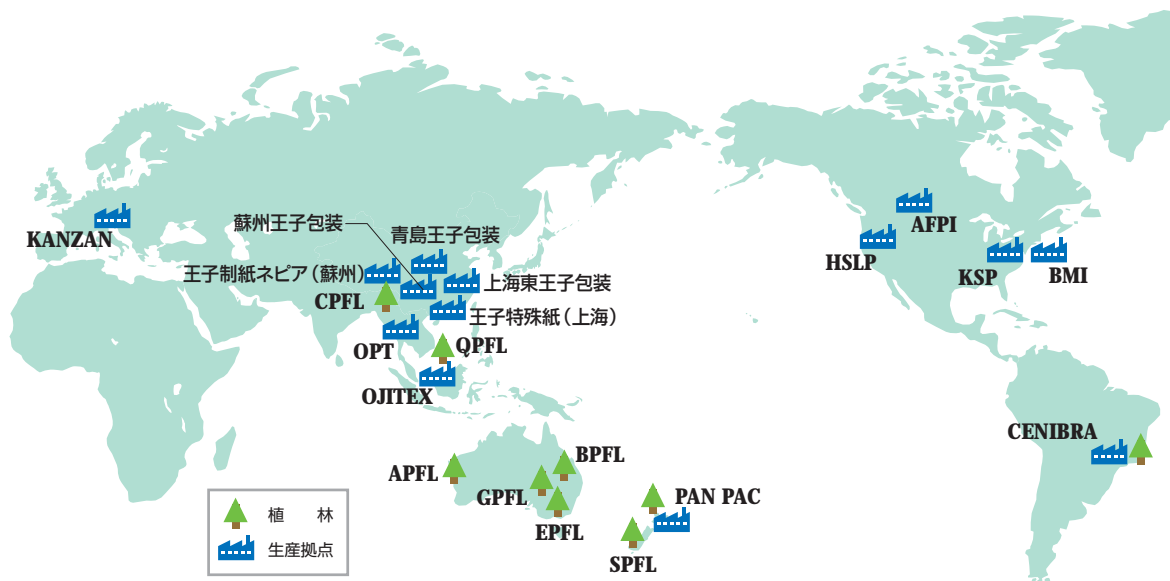 蘇州王子包装
青島王子包装
KANZAN
王子制紙ネピア（蘇州）
上海東王子包装
CPFL
王子特殊紙（上海）
OPT
QPFL
OJITEX
AFPI
HSLP
KSP
BMI
CENIBRA
APFL
BPFL
GPFL
EPFL
PAN PAC
SPFL
植　林
生産拠点